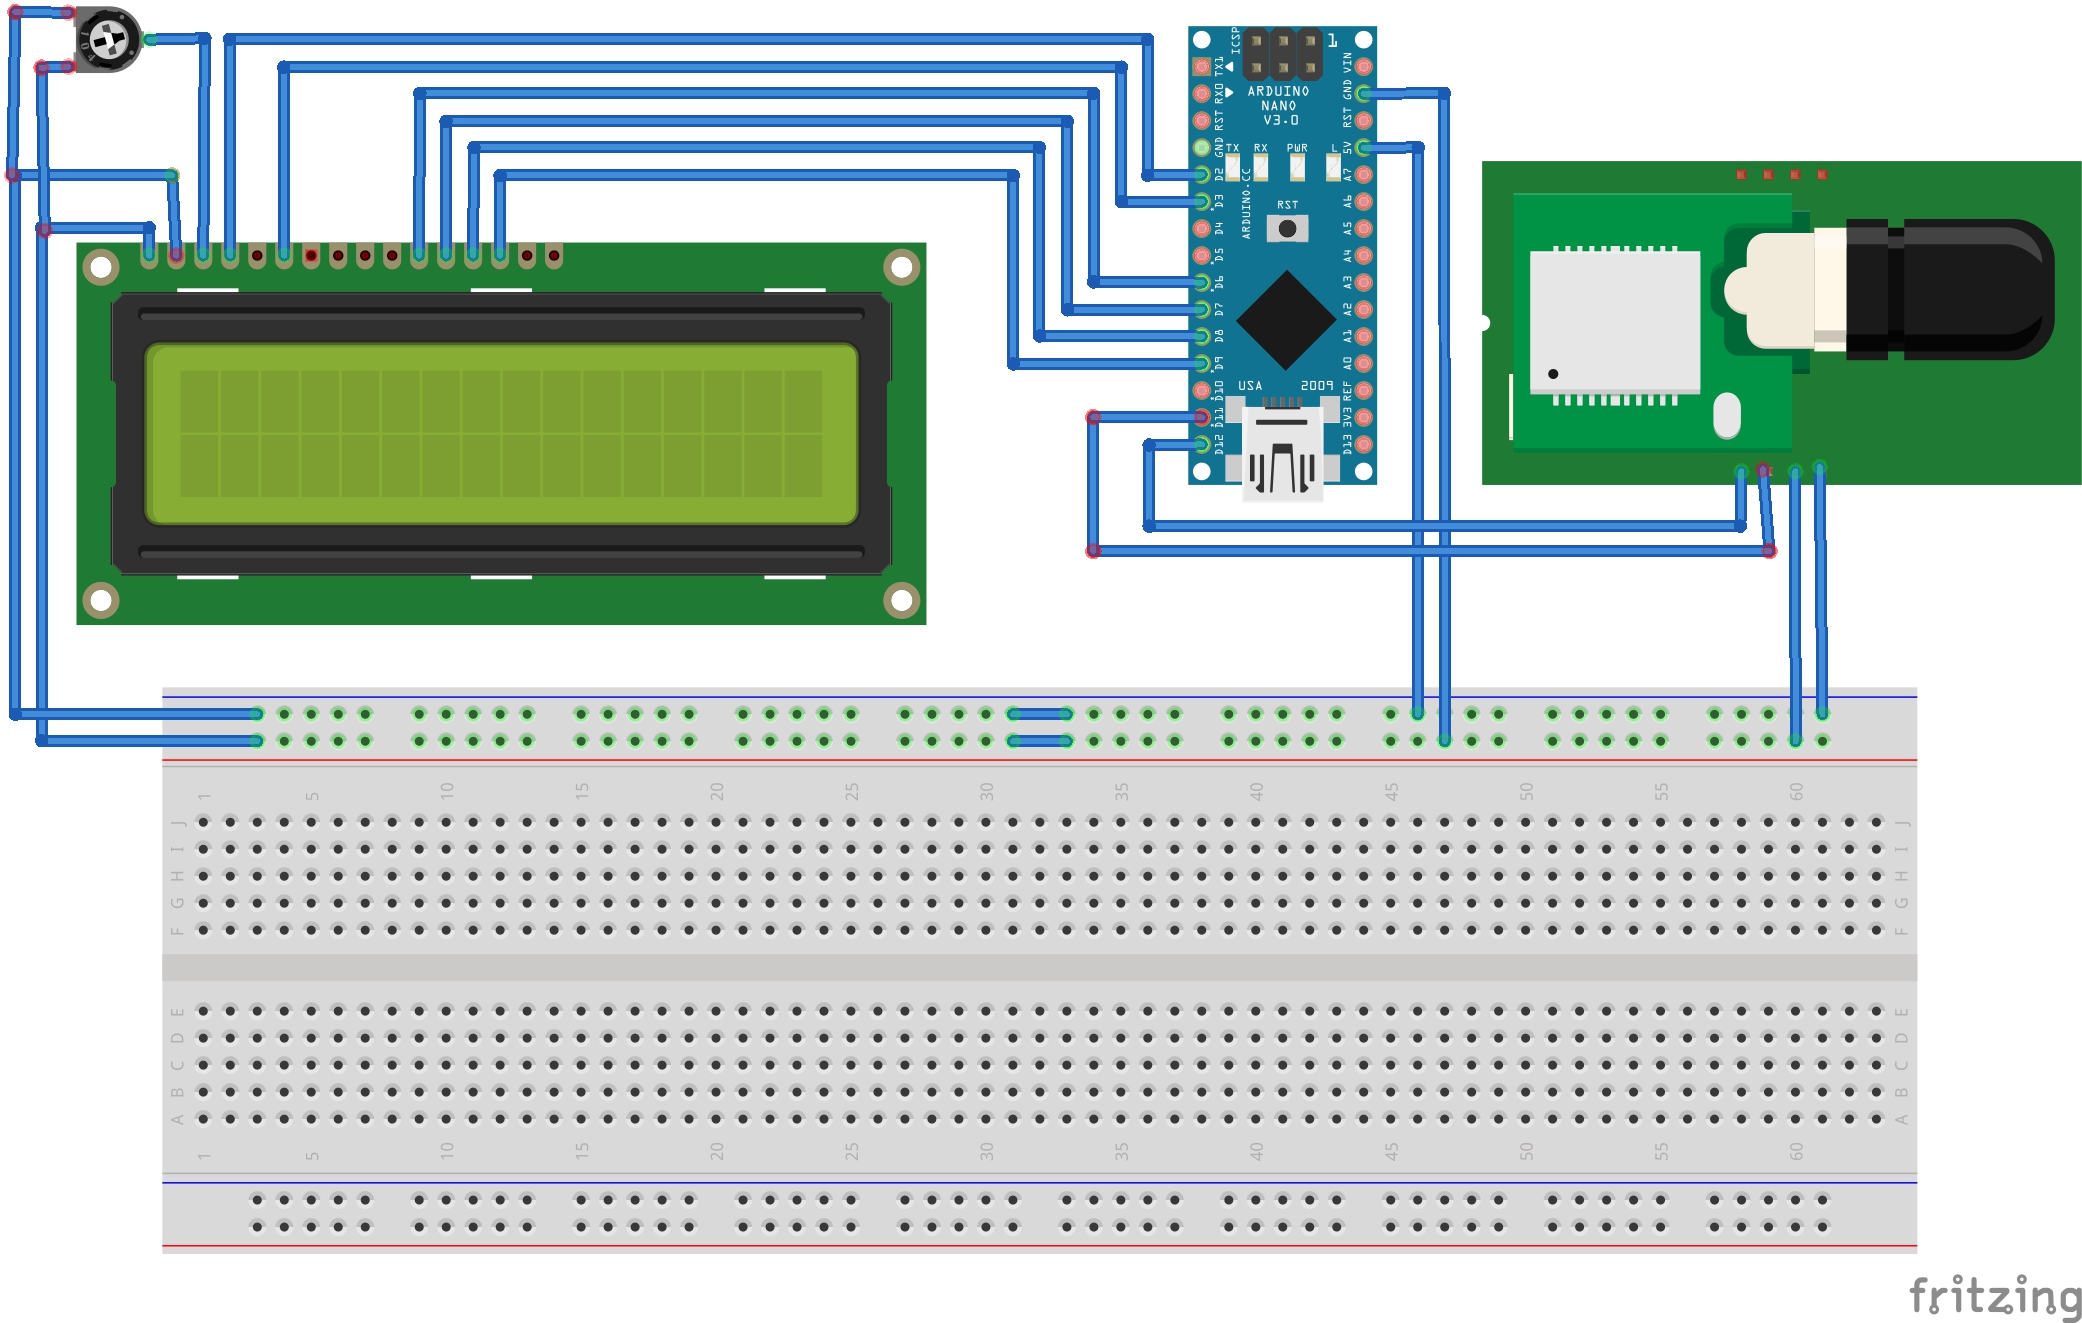 ICSP
1
TX1
RX0
RST
GND
D2
D3
D4
D5
D6
D7
D8
D9
D10
D11
D12
ARDUINO
NANO
V3.0
TX RX PWR L
ARDUINO.CC
RST
USA 2009
VIN
GND
RST
5V
A7
A6
A5
A4
A3
A2
A1
A0
REF
3V3
D13
1 5 10 15 20 25 30 35 40 45 50 55 60
J J
I I
H H
G G
F F
E E
D D
C C
B B
A A
1 5 10 15 20 25 30 35 40 45 50 55 60
fritzing